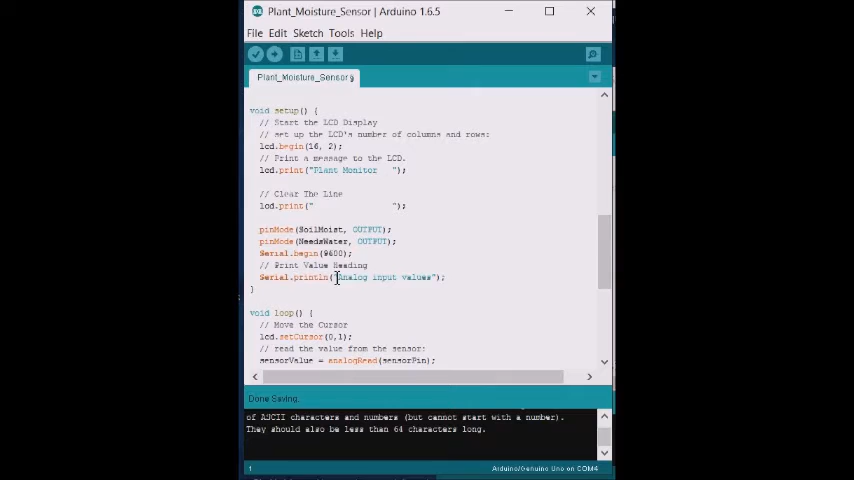 Plant_Moisture_Sensor | Arduino 1.6.5
File Edit Sketch Tools Help
Plant_Moisture_Sensor §
void setup() {
// Start the LCD Display
// set up the LCD's number of columns and rows:
lcd.begin(16, 2);
// Print a message to the LCD.
lcd.print("Plant Monitor   ");
// Clear The Line
lcd.print("                ");
pinMode(SoilMoist, OUTPUT);
pinMode(NeedsWater, OUTPUT);
Serial.begin(9600);
// Print Value Heading
Serial.println("Analog input values");
}
void loop() {
// Move the Cursor
lcd.setCursor(0,1);
// read the value from the sensor:
sensorValue = analogRead(sensorPin);
Done Saving.
of ASCII characters and numbers (but cannot start with a number).
They should also be less than 64 characters long.
1
Arduino/Genuino Uno on COM4